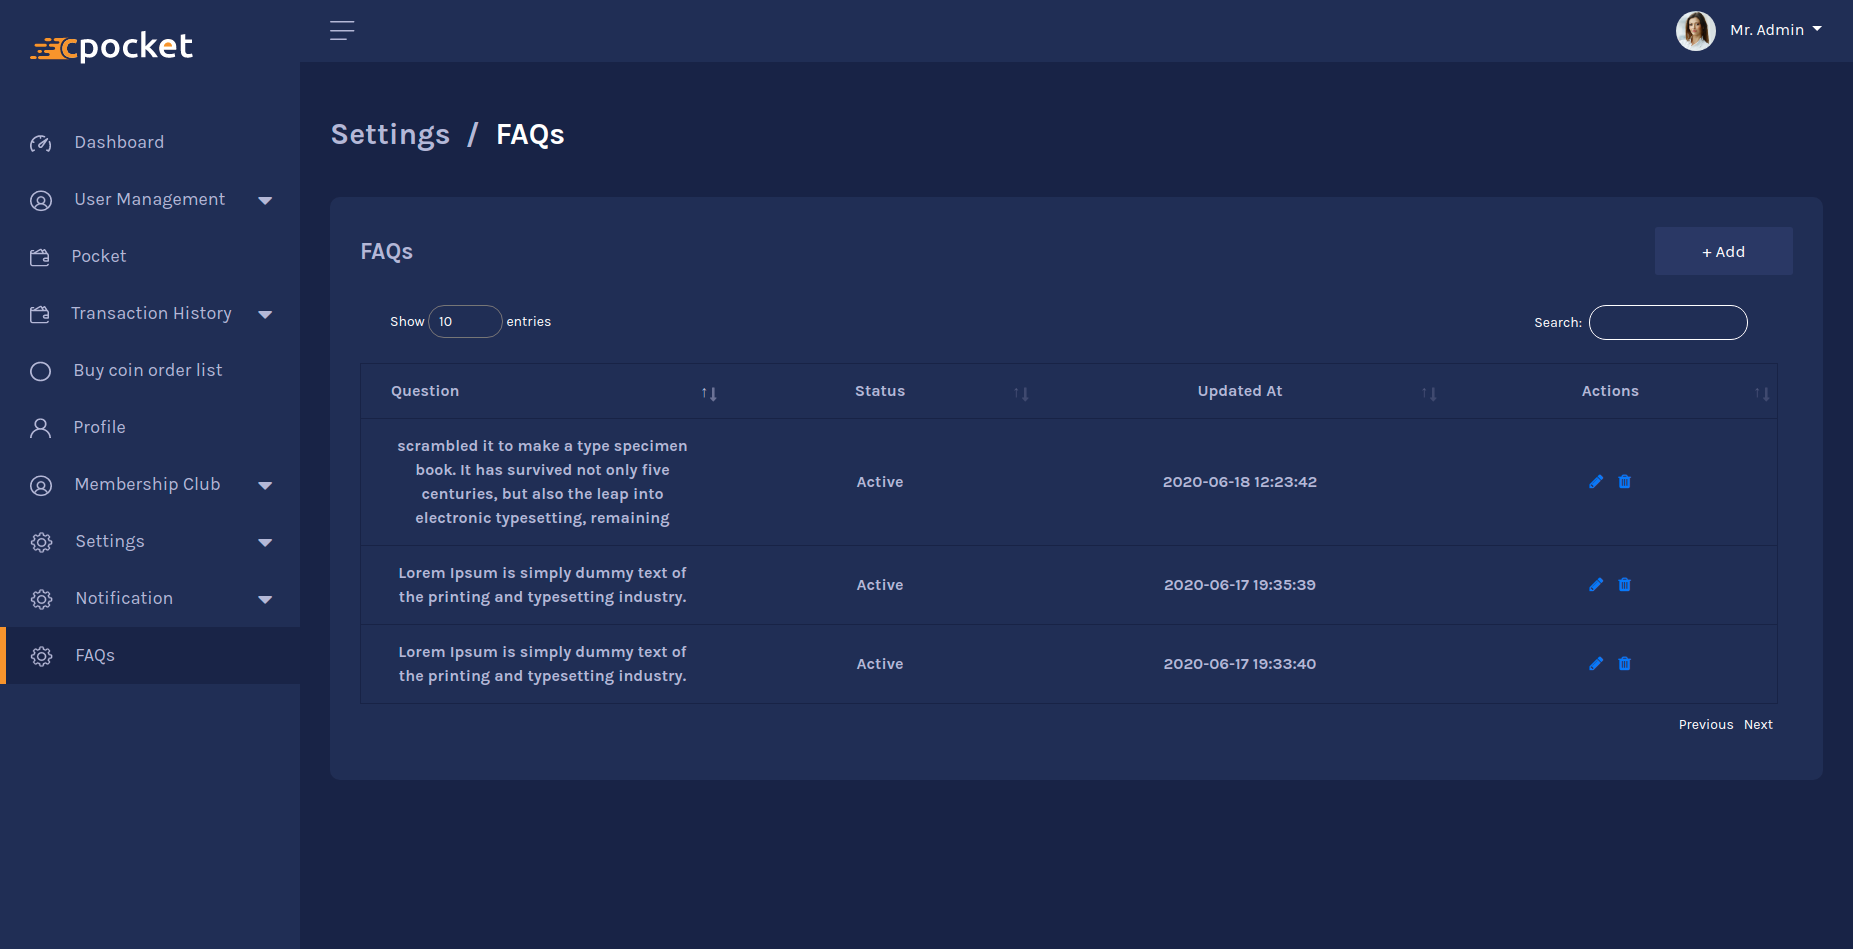 cpocket
Mr. Admin
Dashboard
User Management
Pocket
Transaction History
Buy coin order list
Profile
Membership Club
Settings
Notification
FAQs
Settings / FAQs
FAQs
+ Add
Show 10 entries
Search:
Question Status Updated At Actions
scrambled it to make a type specimen
book. It has survived not only five
centuries, but also the leap into
electronic typesetting, remaining
Active
2020-06-18 12:23:42
Lorem Ipsum is simply dummy text of
the printing and typesetting industry.
Active
2020-06-17 19:35:39
Lorem Ipsum is simply dummy text of
the printing and typesetting industry.
Active
2020-06-17 19:33:40
Previous Next